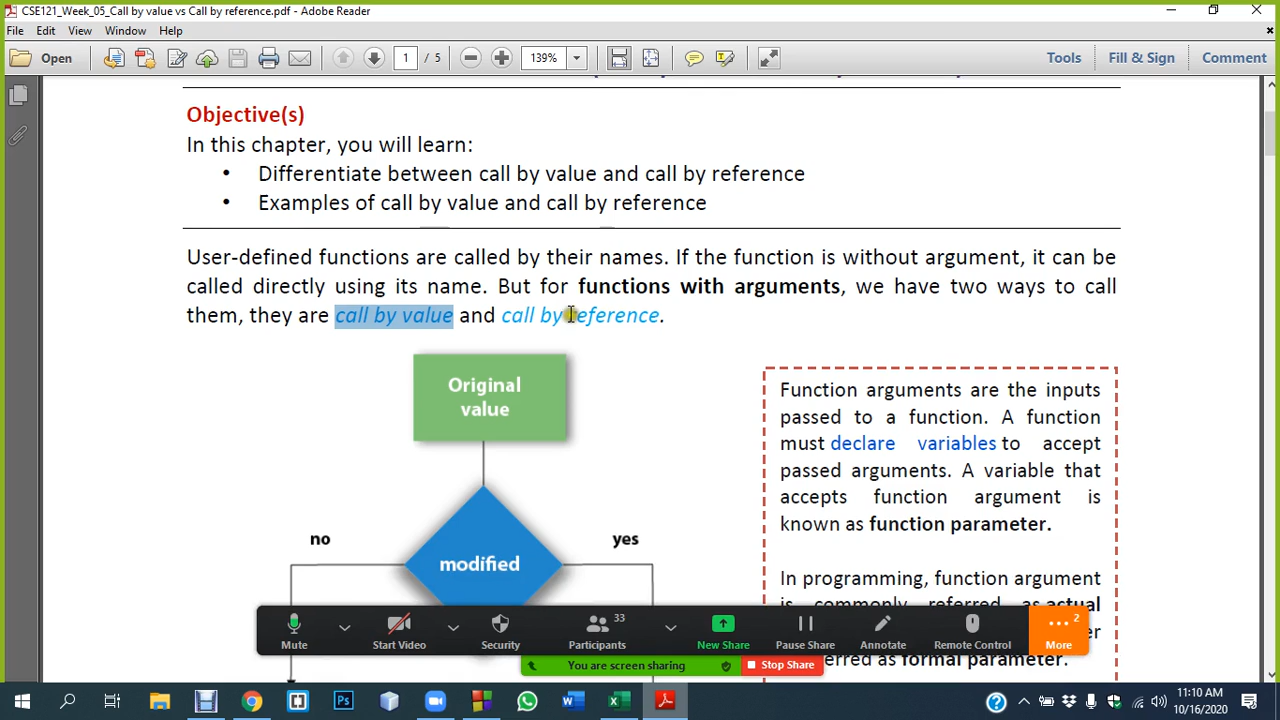 CSE121_Week_05_Call by value vs Call by reference.pdf - Adobe Reader
File Edit View Window Help
Open 1 / 5 139% Tools Fill & Sign Comment
Objective(s)
In this chapter, you will learn:
• Differentiate between call by value and call by reference
• Examples of call by value and call by reference
User-defined functions are called by their names. If the function is without argument, it can be
called directly using its name. But for functions with arguments, we have two ways to call
them, they are call by value and call by reference.
Original
value
no
yes
modified
Function arguments are the inputs
passed to a function. A function
must declare variables to accept
passed arguments. A variable that
accepts function argument is
known as function parameter.
In programming, function argument
is commonly referred as actual
referred as formal parameter.
33
2
Mute Start Video Security Participants New Share Pause Share Annotate Remote Control More
You are screen sharing Stop Share
11:10 AM
10/16/2020